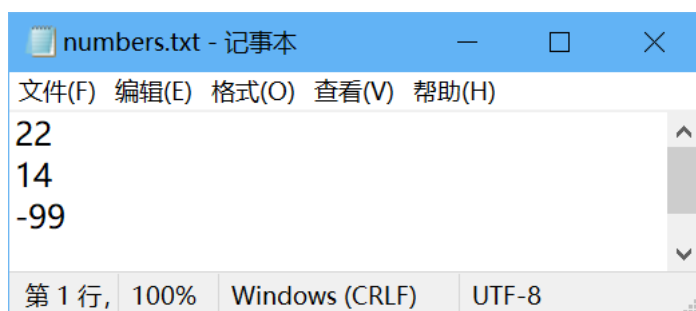 numbers.txt - 记事本
文件(F) 编辑(E) 格式(O) 查看(V) 帮助(H)
22
14
-99
第 1 行, 100% Windows (CRLF) UTF-8